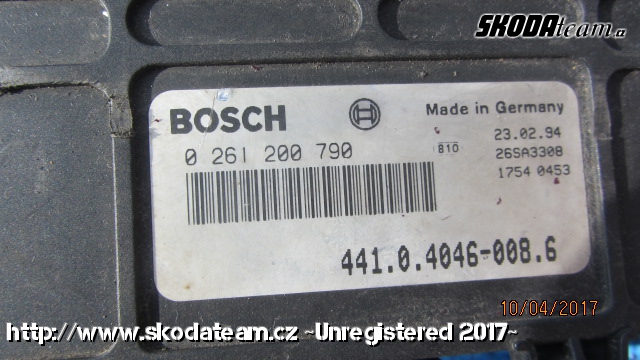 SKODAteam.cz
BOSCH
Made in Germany
0 261 200 790
810
23.02.94
26SA3308
1754 0453
441.0.4046-008.6
10/04/2017
http://www.skodateam.cz ~Unregistered 2017~